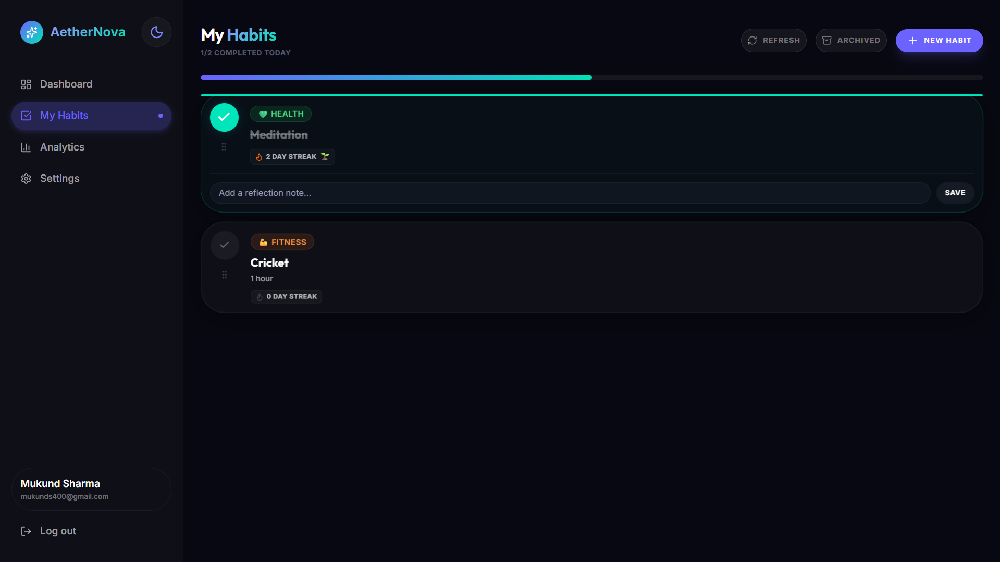 AetherNova
Dashboard
My Habits
Analytics
Settings
Mukund Sharma
mukunds400@gmail.com
Log out
My Habits
1/2 COMPLETED TODAY
REFRESH
ARCHIVED
NEW HABIT
HEALTH
Meditation
2 DAY STREAK
Add a reflection note...
SAVE
FITNESS
Cricket
1 hour
0 DAY STREAK